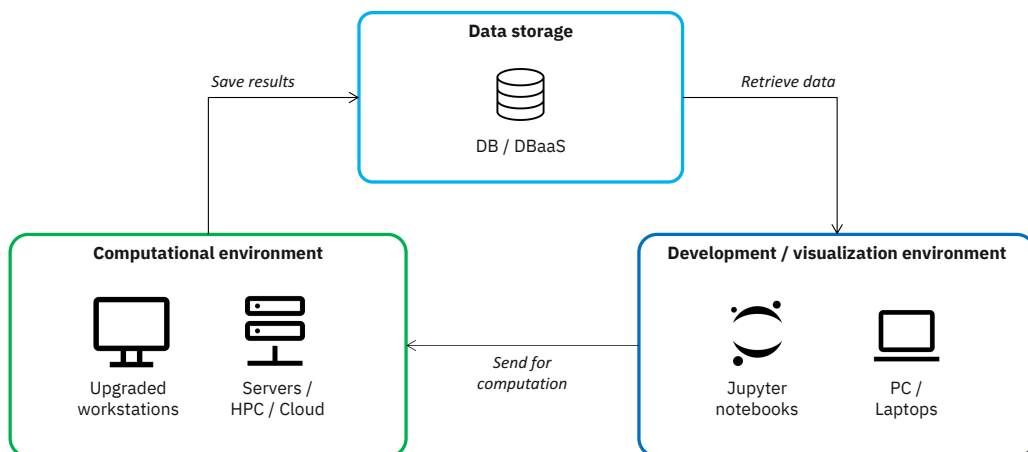 Data storage
Save results
Retrieve data
DB / DBaaS
Computational environment
Development / visualization environment
Upgraded
workstations
Servers /
HPC / Cloud
Send for
computation
Jupyter
notebooks
PC /
Laptops